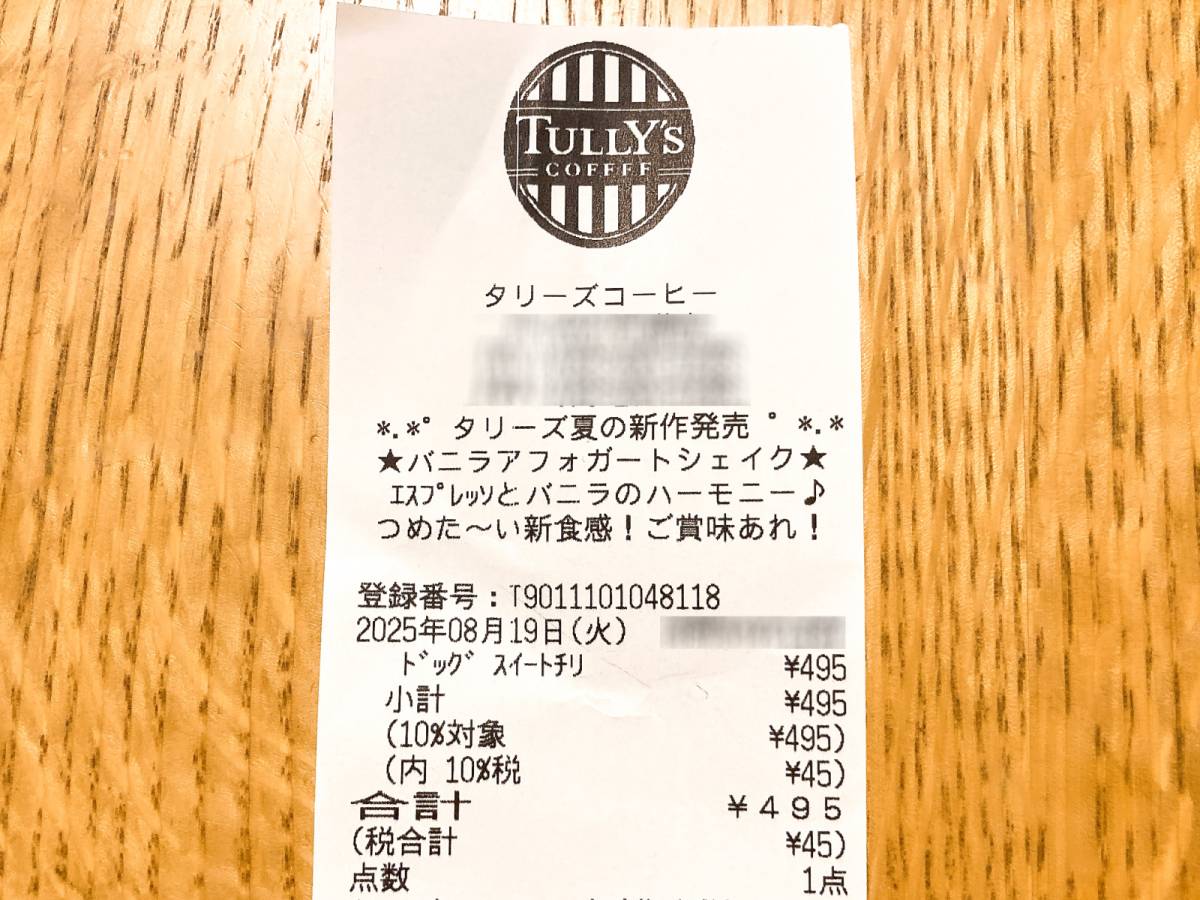 TULLY'S
COFFEE
タリーズコーヒー
*.*ﾟ タリーズ夏の新作発売 ﾟ *.*
★バニラアフォガートシェイク★
ｴｽﾌﾟﾚｯｿとバニラのハーモニー♪
つめた〜い新食感！ご賞味あれ！
登録番号：T9011101048118
2025年08月19日(火)
ﾄﾞｯｸﾞ ｽｲｰﾄﾁﾘ ¥495
小計 ¥495
(10%対象 ¥495)
(内 10%税 ¥45)
合計 ¥495
(税合計 ¥45)
点数 1点